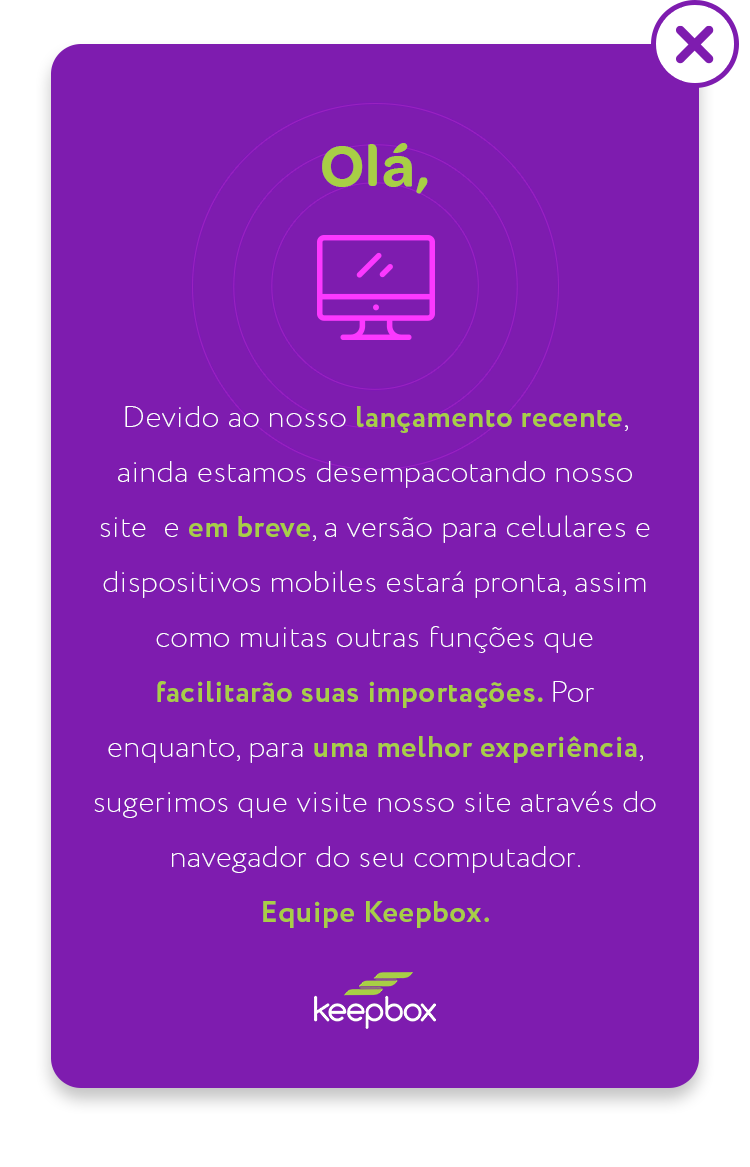 Olá,
Devido ao nosso lançamento recente,
ainda estamos desempacotando nosso
site  e em breve, a versão para celulares e
dispositivos mobiles estará pronta, assim
como muitas outras funções que
facilitarão suas importações. Por
enquanto, para uma melhor experiência,
sugerimos que visite nosso site através do
navegador do seu computador.
Equipe Keepbox.
keepbox